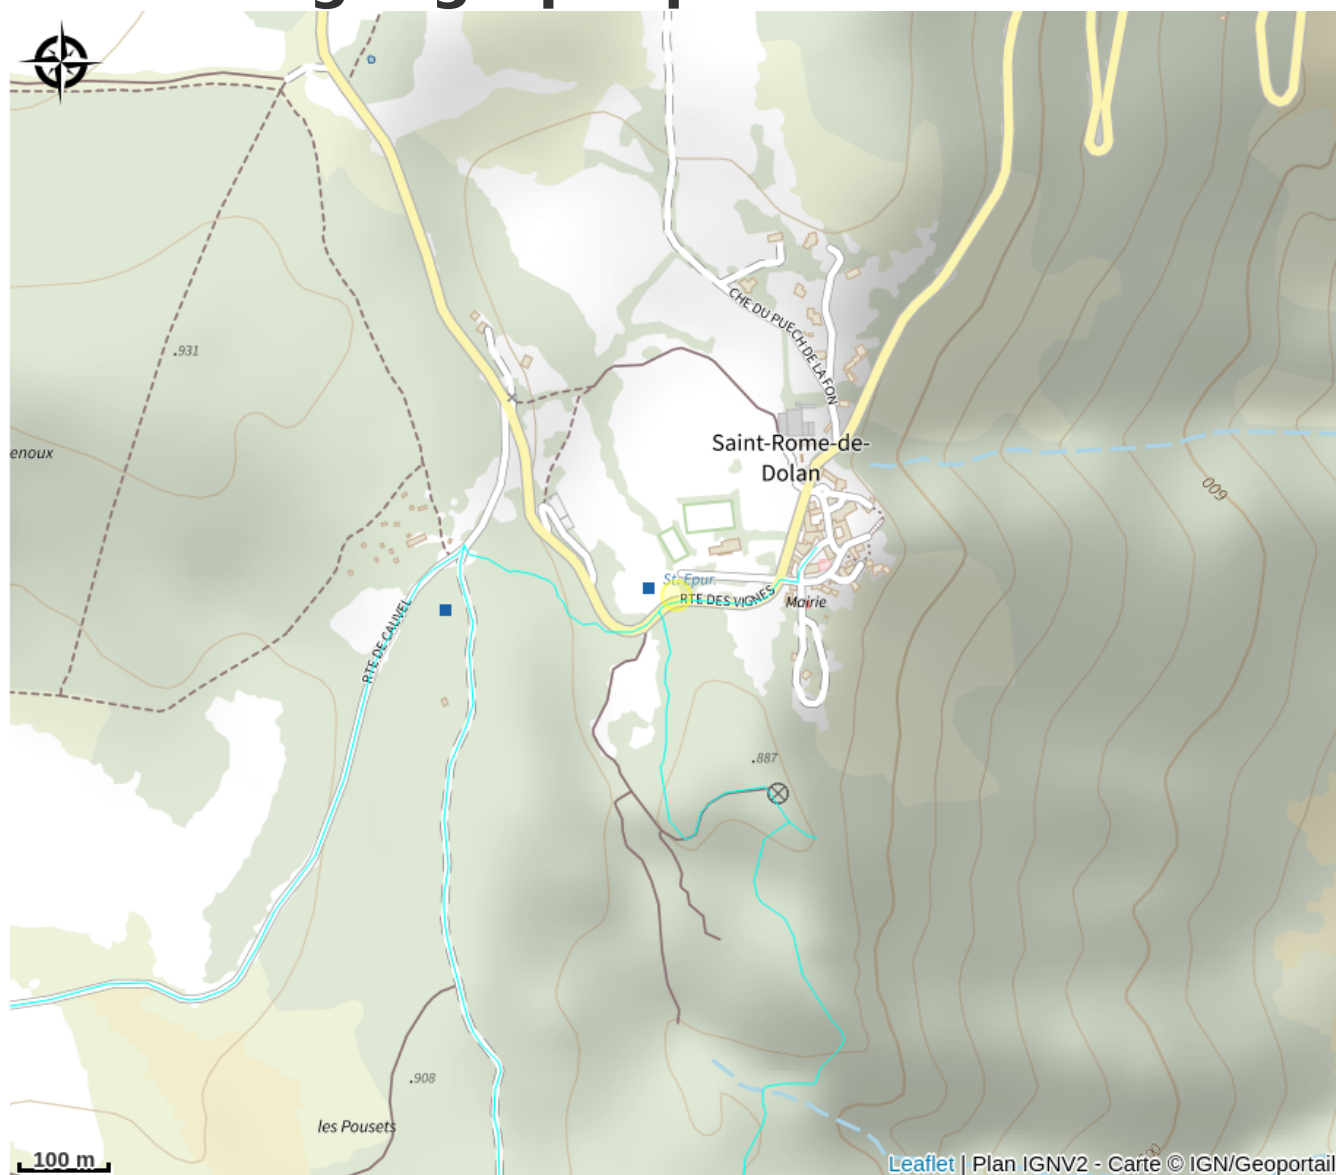 .931
CHE DU PUECH DE LA FON
Saint-Rome-de-
Dolan
enoux
600
St. Epur.
RTE DES VIGNES
Mairie
RTE DE CAUVEL
.887
.908
les Pousets
100 m
Leaflet | Plan IGNV2 - Carte © IGN/Geoportail